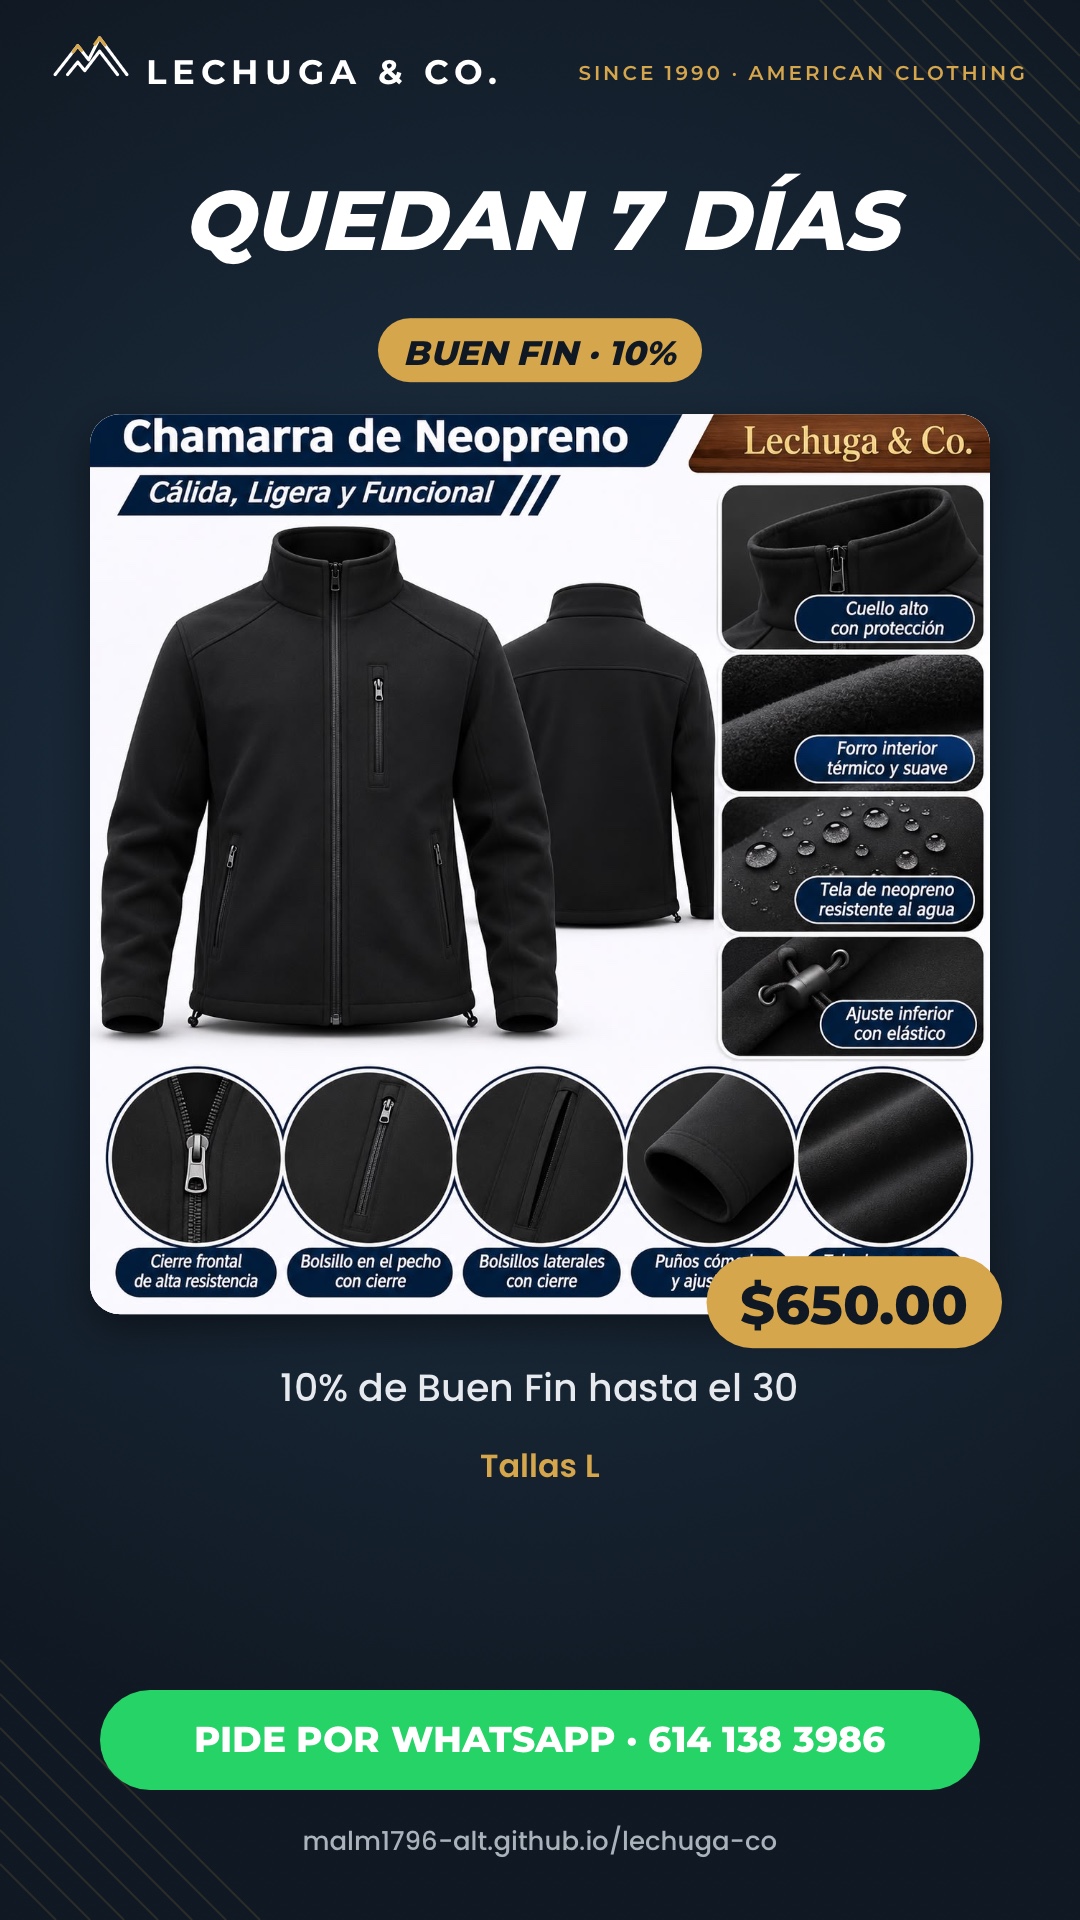 LECHUGA & CO.
SINCE 1990 · AMERICAN CLOTHING
QUEDAN 7 DÍAS
BUEN FIN · 10%
Chamarra de Neopreno
Lechuga & Co.
Cálida, Ligera y Funcional
Cuello alto
con protección
Forro interior
térmico y suave
Tela de neopreno
resistente al agua
Ajuste inferior
con elástico
Cierre frontal
de alta resistencia
Bolsillo en el pecho
con cierre
Bolsillos laterales
con cierre
Puños
y
$650.00
10% de Buen Fin hasta el 30
Tallas L
PIDE POR WHATSAPP · 614 138 3986
malm1796-alt.github.io/lechuga-co